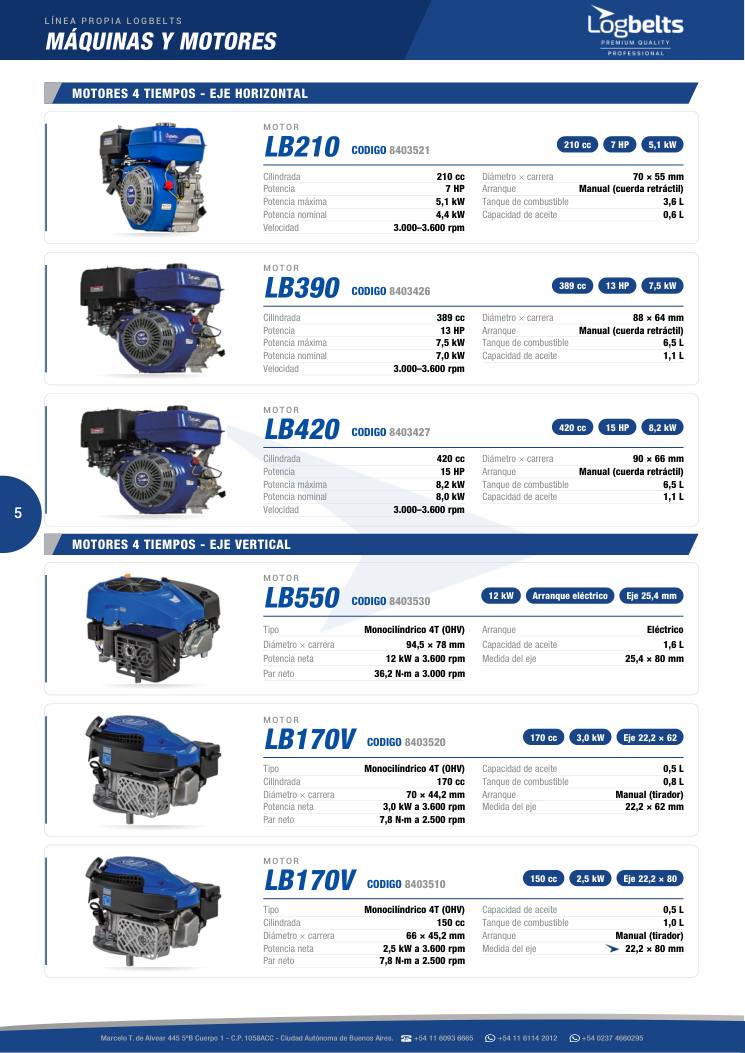 LÍNEA PROPIA LOGBELTS
MÁQUINAS Y MOTORES
Logbelts
PREMIUM QUALITY
PROFESSIONAL
MOTORES 4 TIEMPOS - EJE HORIZONTAL
MOTOR
LB210 CODIGO 8403521
210 cc 7 HP 5,1 kW
Cilindrada 210 cc
Potencia 7 HP
Potencia máxima 5,1 kW
Potencia nominal 4,4 kW
Velocidad 3.000–3.600 rpm
Diámetro × carrera 70 × 55 mm
Arranque Manual (cuerda retráctil)
Tanque de combustible 3,6 L
Capacidad de aceite 0,6 L
MOTOR
LB390 CODIGO 8403426
389 cc 13 HP 7,5 kW
Cilindrada 389 cc
Potencia 13 HP
Potencia máxima 7,5 kW
Potencia nominal 7,0 kW
Velocidad 3.000–3.600 rpm
Diámetro × carrera 88 × 64 mm
Arranque Manual (cuerda retráctil)
Tanque de combustible 6,5 L
Capacidad de aceite 1,1 L
MOTOR
LB420 CODIGO 8403427
420 cc 15 HP 8,2 kW
Cilindrada 420 cc
Potencia 15 HP
Potencia máxima 8,2 kW
Potencia nominal 8,0 kW
Velocidad 3.000–3.600 rpm
Diámetro × carrera 90 × 66 mm
Arranque Manual (cuerda retráctil)
Tanque de combustible 6,5 L
Capacidad de aceite 1,1 L
5
MOTORES 4 TIEMPOS - EJE VERTICAL
MOTOR
LB550 CODIGO 8403530
12 kW Arranque eléctrico Eje 25,4 mm
Tipo Monocilíndrico 4T (OHV)
Diámetro × carrera 94,5 × 78 mm
Potencia neta 12 kW a 3.600 rpm
Par neto 36,2 N·m a 3.000 rpm
Arranque Eléctrico
Capacidad de aceite 1,6 L
Medida del eje 25,4 × 80 mm
MOTOR
LB170V CODIGO 8403520
170 cc 3,0 kW Eje 22,2 × 62
Tipo Monocilíndrico 4T (OHV)
Cilindrada 170 cc
Diámetro × carrera 70 × 44,2 mm
Potencia neta 3,0 kW a 3.600 rpm
Par neto 7,8 N·m a 2.500 rpm
Capacidad de aceite 0,5 L
Tanque de combustible 0,8 L
Arranque Manual (tirador)
Medida del eje 22,2 × 62 mm
MOTOR
LB170V CODIGO 8403510
150 cc 2,5 kW Eje 22,2 × 80
Tipo Monocilíndrico 4T (OHV)
Cilindrada 150 cc
Diámetro × carrera 66 × 45,2 mm
Potencia neta 2,5 kW a 3.600 rpm
Par neto 7,8 N·m a 2.500 rpm
Capacidad de aceite 0,5 L
Tanque de combustible 1,0 L
Arranque Manual (tirador)
Medida del eje 22,2 × 80 mm
Marcelo T. de Alvear 445 5ºB Cuerpo 1 - C.P. 1058ACC - Ciudad Autónoma de Buenos Aires. +54 11 6093 6665 +54 11 6114 2012 +54 0237 4660295